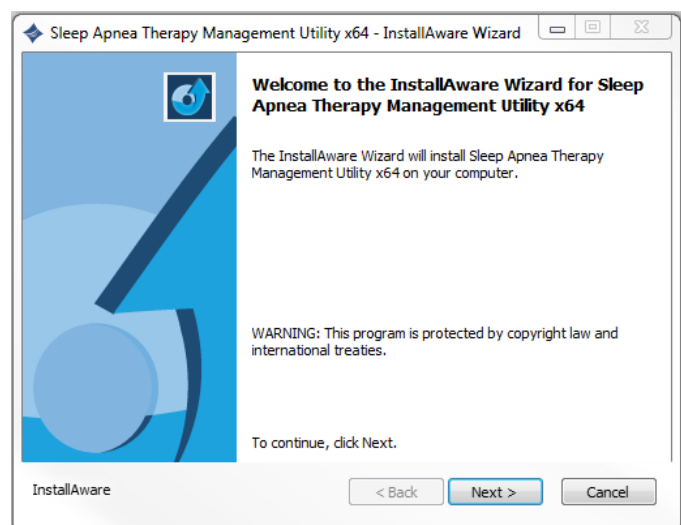 Sleep Apnea Therapy Management Utility x64 - InstallAware Wizard
Welcome to the InstallAware Wizard for Sleep
Apnea Therapy Management Utility x64
The InstallAware Wizard will install Sleep Apnea Therapy
Management Utility x64 on your computer.
WARNING: This program is protected by copyright law and
international treaties.
To continue, click Next.
InstallAware
< Back
Next >
Cancel